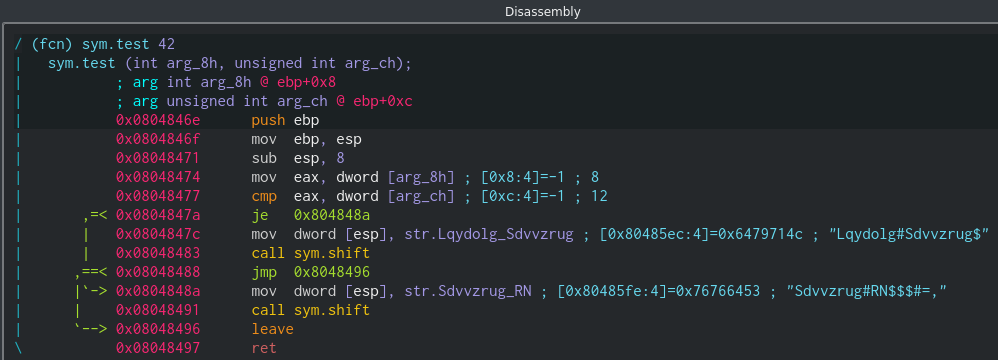 Disassembly
/ (fcn) sym.test 42
|   sym.test (int arg_8h, unsigned int arg_ch);
|           ; arg int arg_8h @ ebp+0x8
|           ; arg unsigned int arg_ch @ ebp+0xc
|           0x0804846e      push ebp
|           0x0804846f      mov  ebp, esp
|           0x08048471      sub  esp, 8
|           0x08048474      mov  eax, dword [arg_8h] ; [0x8:4]=-1 ; 8
|           0x08048477      cmp  eax, dword [arg_ch] ; [0xc:4]=-1 ; 12
|       ,=< 0x0804847a      je   0x804848a
|       |   0x0804847c      mov  dword [esp], str.Lqydolg_Sdvvzrug ; [0x80485ec:4]=0x6479714c ; "Lqydolg#Sdvvzrug$"
|       |   0x08048483      call sym.shift
|      ,==< 0x08048488      jmp  0x8048496
|      |`-> 0x0804848a      mov  dword [esp], str.Sdvvzrug_RN ; [0x80485fe:4]=0x76766453 ; "Sdvvzrug#RN$$$#=,"
|      |    0x08048491      call sym.shift
|      `--> 0x08048496      leave
\           0x08048497      ret